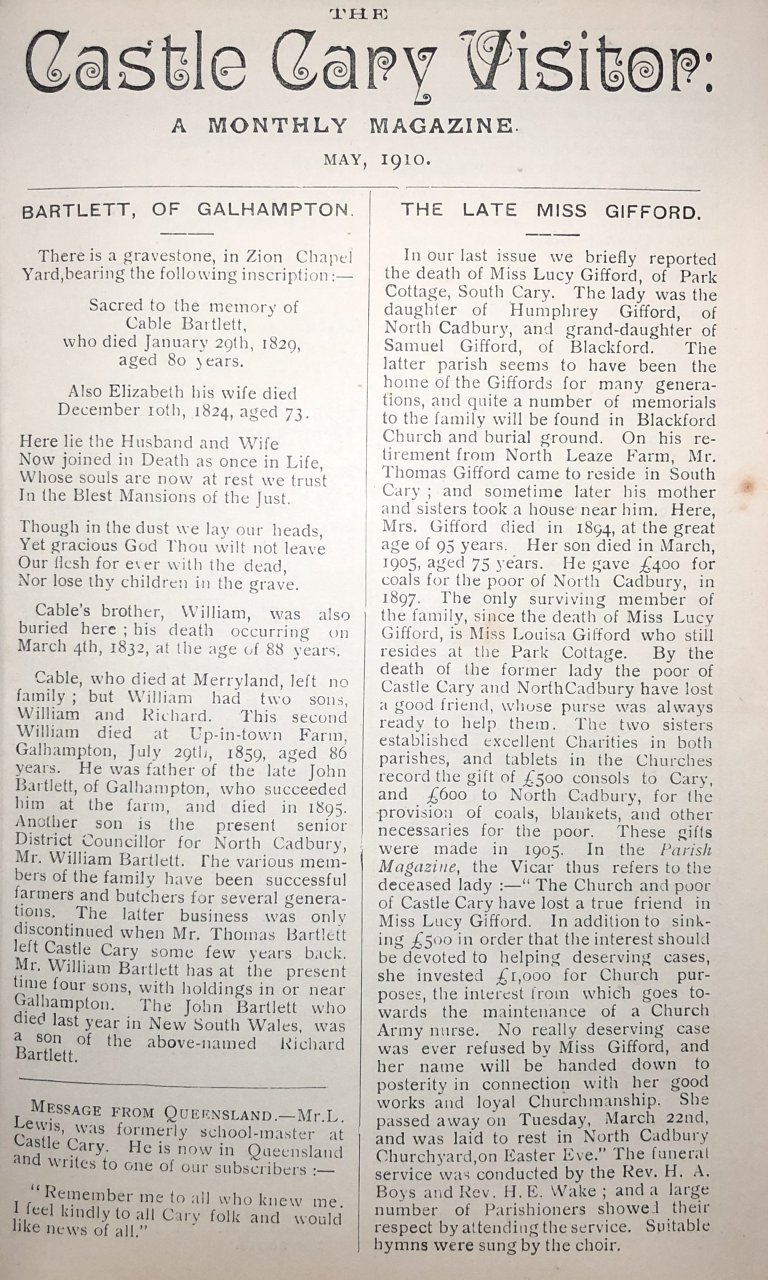 THE
Castle Cary Visitor:
A MONTHLY MAGAZINE.
MAY, 1910.
BARTLETT, OF GALHAMPTON.
There is a gravestone, in Zion Chapel
Yard,bearing the following inscription:—
Sacred to the memory of
Cable Bartlett,
who died January 29th, 1829,
aged 80 years.
Also Elizabeth his wife died
December 10th, 1824, aged 73.
Here lie the Husband and Wife
Now joined in Death as once in Life,
Whose souls are now at rest we trust
In the Blest Mansions of the Just.
Though in the dust we lay our heads,
Yet gracious God Thou wilt not leave
Our flesh for ever with the dead,
Nor lose thy children in the grave.
Cable's brother, William, was also
buried here ; his death occurring on
March 4th, 1832, at the age of 88 years.
Cable, who died at Merryland, left no
family ; but William had two sons,
William and Richard. This second
William died at Up-in-town Farm,
Galhampton, July 29th, 1859, aged 86
years. He was father of the late John
Bartlett, of Galhampton, who succeeded
him at the farm, and died in 1895.
Another son is the present senior
District Councillor for North Cadbury,
Mr. William Bartlett. The various mem-
bers of the family have been successful
farmers and butchers for several genera-
tions. The latter business was only
discontinued when Mr. Thomas Bartlett
left Castle Cary some few years back.
Mr. William Bartlett has at the present
time four sons, with holdings in or near
Galhampton. The John Bartlett who
died last year in New South Wales, was
a son of the above-named Richard
Bartlett.
MESSAGE FROM QUEENSLAND.—Mr.L.
Lewis, was formerly school-master at
Castle Cary. He is now in Queensland
and writes to one of our subscribers :—
"Remember me to all who knew me.
I feel kindly to all Cary folk and would
like news of all."
THE LATE MISS GIFFORD.
In our last issue we briefly reported
the death of Miss Lucy Gifford, of Park
Cottage, South Cary. The lady was the
daughter of Humphrey Gifford, of
North Cadbury, and grand-daughter of
Samuel Gifford, of Blackford. The
latter parish seems to have been the
home of the Giffords for many genera-
tions, and quite a number of memorials
to the family will be found in Blackford
Church and burial ground. On his re-
tirement from North Leaze Farm, Mr.
Thomas Gifford came to reside in South
Cary ; and sometime later his mother
and sisters took a house near him. Here,
Mrs. Gifford died in 1894, at the great
age of 95 years. Her son died in March,
1905, aged 75 years. He gave £400 for
coals for the poor of North Cadbury, in
1897. The only surviving member of
the family, since the death of Miss Lucy
Gifford, is Miss Louisa Gifford who still
resides at the Park Cottage. By the
death of the former lady the poor of
Castle Cary and NorthCadbury have lost
a good friend, whose purse was always
ready to help them. The two sisters
established excellent Charities in both
parishes, and tablets in the Churches
record the gift of £500 consols to Cary,
and £600 to North Cadbury, for the
provision of coals, blankets, and other
necessaries for the poor. These gifts
were made in 1905. In the Parish
Magazine, the Vicar thus refers to the
deceased lady :—" The Church and poor
of Castle Cary have lost a true friend in
Miss Lucy Gifford. In addition to sink-
ing £500 in order that the interest should
be devoted to helping deserving cases,
she invested £1,000 for Church pur-
poses, the interest from which goes to-
wards the maintenance of a Church
Army nurse. No really deserving case
was ever refused by Miss Gifford, and
her name will be handed down to
posterity in connection with her good
works and loyal Churchmanship. She
passed away on Tuesday, March 22nd,
and was laid to rest in North Cadbury
Churchyard,on Easter Eve." The funeral
service was conducted by the Rev. H. A.
Boys and Rev. H. E. Wake ; and a large
number of Parishioners showed their
respect by attending the service. Suitable
hymns were sung by the choir.